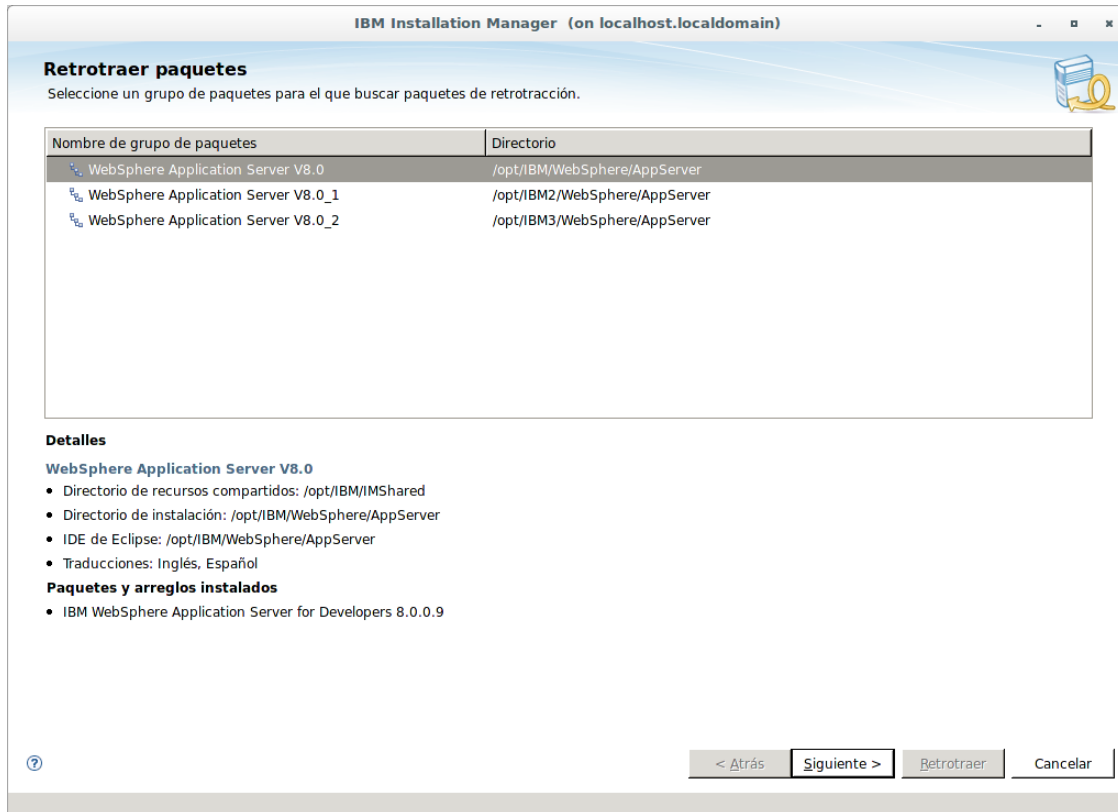 IBM Installation Manager (on localhost.localdomain)
Retrotraer paquetes
Seleccione un grupo de paquetes para el que buscar paquetes de retrotracción.
Nombre de grupo de paquetes Directorio
WebSphere Application Server V8.0 /opt/IBM/WebSphere/AppServer
WebSphere Application Server V8.0_1 /opt/IBM2/WebSphere/AppServer
WebSphere Application Server V8.0_2 /opt/IBM3/WebSphere/AppServer
Detalles
WebSphere Application Server V8.0
• Directorio de recursos compartidos: /opt/IBM/IMShared
• Directorio de instalación: /opt/IBM/WebSphere/AppServer
• IDE de Eclipse: /opt/IBM/WebSphere/AppServer
• Traducciones: Inglés, Español
Paquetes y arreglos instalados
• IBM WebSphere Application Server for Developers 8.0.0.9
? < Atrás Siguiente > Retrotraer Cancelar